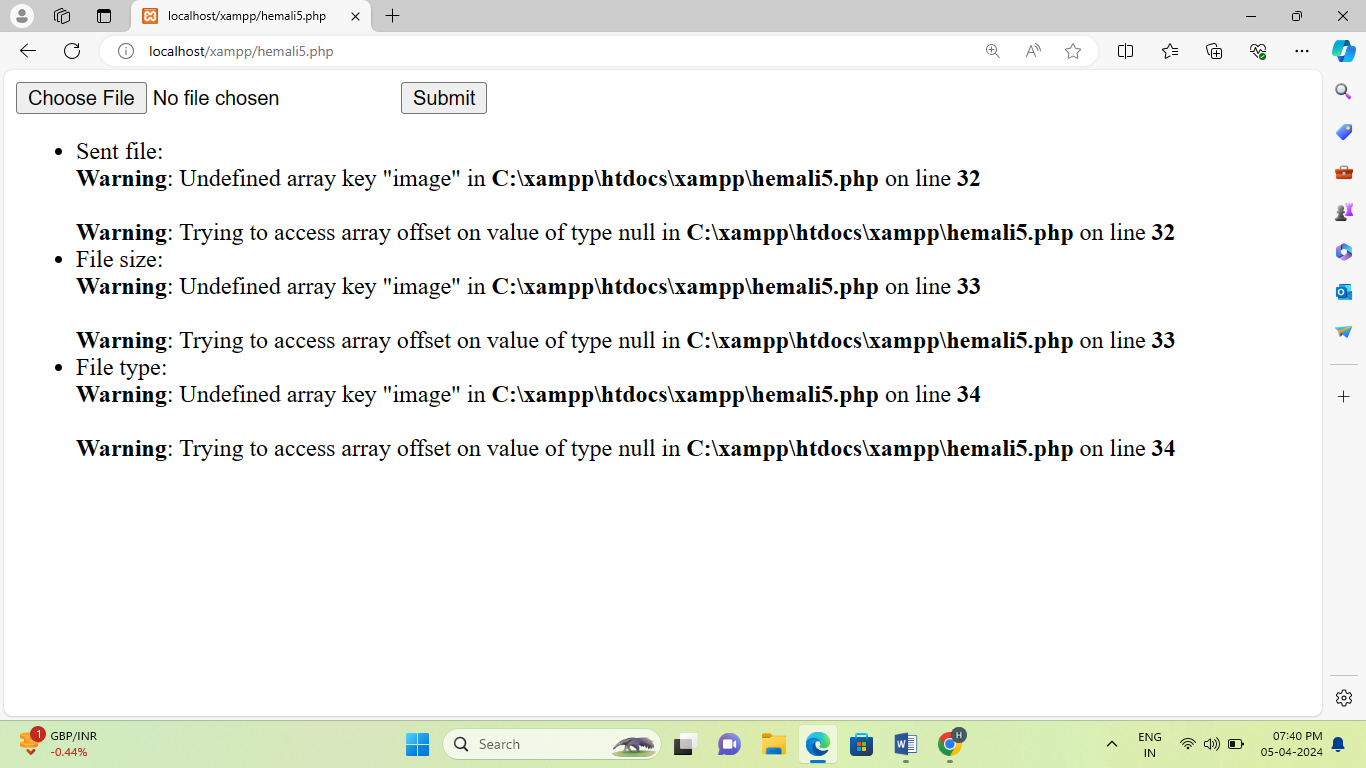 localhost/xampp/hemali5.php
localhost/xampp/hemali5.php
Choose File No file chosen Submit
Sent file:
Warning: Undefined array key "image" in C:\xampp\htdocs\xampp\hemali5.php on line 32
Warning: Trying to access array offset on value of type null in C:\xampp\htdocs\xampp\hemali5.php on line 32
File size:
Warning: Undefined array key "image" in C:\xampp\htdocs\xampp\hemali5.php on line 33
Warning: Trying to access array offset on value of type null in C:\xampp\htdocs\xampp\hemali5.php on line 33
File type:
Warning: Undefined array key "image" in C:\xampp\htdocs\xampp\hemali5.php on line 34
Warning: Trying to access array offset on value of type null in C:\xampp\htdocs\xampp\hemali5.php on line 34
1
GBP/INR
-0.44%
Search
H
ENG
IN
07:40 PM
05-04-2024